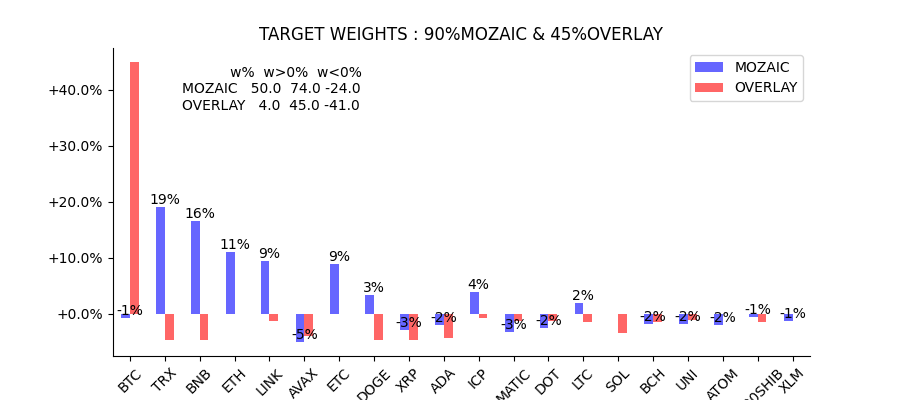 TARGET WEIGHTS : 90%MOZAIC & 45%OVERLAY
w% w>0% w<0%
MOZAIC 50.0 74.0 -24.0
OVERLAY 4.0 45.0 -41.0
MOZAIC
OVERLAY
+40.0%
+30.0%
+20.0%
+10.0%
+0.0%
-1%
19%
16%
11%
9%
-5%
9%
3%
-3%
-2%
4%
-3%
-2%
2%
-2%
-2%
-2%
-1%
-1%
BTC
TRX
BNB
ETH
LINK
AVAX
ETC
DOGE
XRP
ADA
ICP
MATIC
DOT
LTC
SOL
BCH
UNI
ATOM
00SHIB
XLM